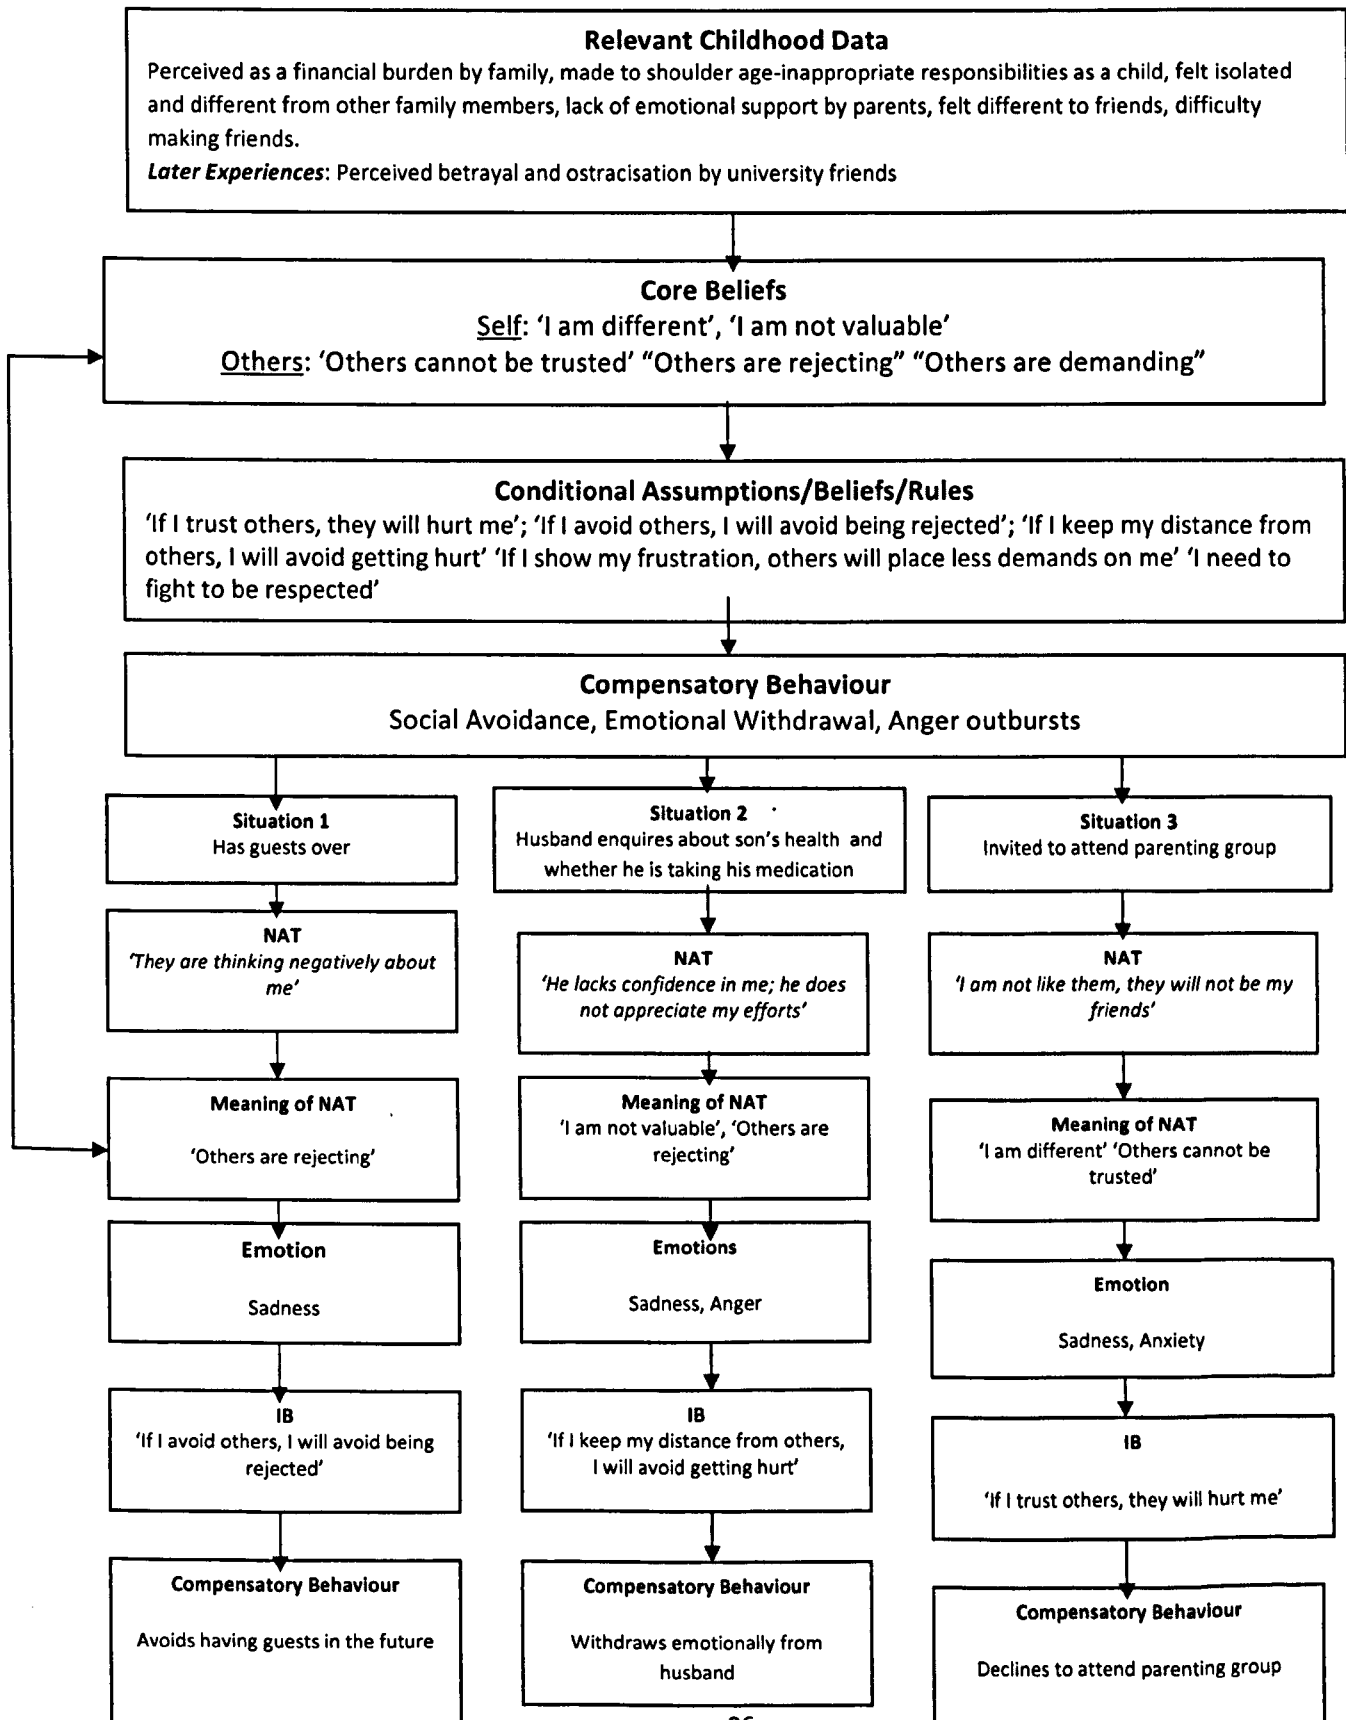 Relevant Childhood Data
Perceived as a financial burden by family, made to shoulder age-inappropriate responsibilities as a child, felt isolated
and different from other family members, lack of emotional support by parents, felt different to friends, difficulty
making friends.
Later Experiences: Perceived betrayal and ostracisation by university friends
Core Beliefs
Self: ‘I am different’, ‘I am not valuable’
Others: ‘Others cannot be trusted’ “Others are rejecting” “Others are demanding”
Conditional Assumptions/Beliefs/Rules
‘If I trust others, they will hurt me’; ‘If I avoid others, I will avoid being rejected’; ‘If I keep my distance from
others, I will avoid getting hurt’ ‘If I show my frustration, others will place less demands on me’ ‘I need to
fight to be respected’
Compensatory Behaviour
Social Avoidance, Emotional Withdrawal, Anger outbursts
Situation 1
Has guests over
NAT
‘They are thinking negatively about
me’
Meaning of NAT
‘Others are rejecting’
Emotion
Sadness
IB
‘If I avoid others, I will avoid being
rejected’
Compensatory Behaviour
Avoids having guests in the future
Situation 2
Husband enquires about son’s health and
whether he is taking his medication
NAT
‘He lacks confidence in me; he does
not appreciate my efforts’
Meaning of NAT
‘I am not valuable’, ‘Others are
rejecting’
Emotions
Sadness, Anger
IB
‘If I keep my distance from others,
I will avoid getting hurt’
Compensatory Behaviour
Withdraws emotionally from
husband
Situation 3
Invited to attend parenting group
NAT
‘I am not like them, they will not be my
friends’
Meaning of NAT
‘I am different’ ‘Others cannot be
trusted’
Emotion
Sadness, Anxiety
IB
‘If I trust others, they will hurt me’
Compensatory Behaviour
Declines to attend parenting group